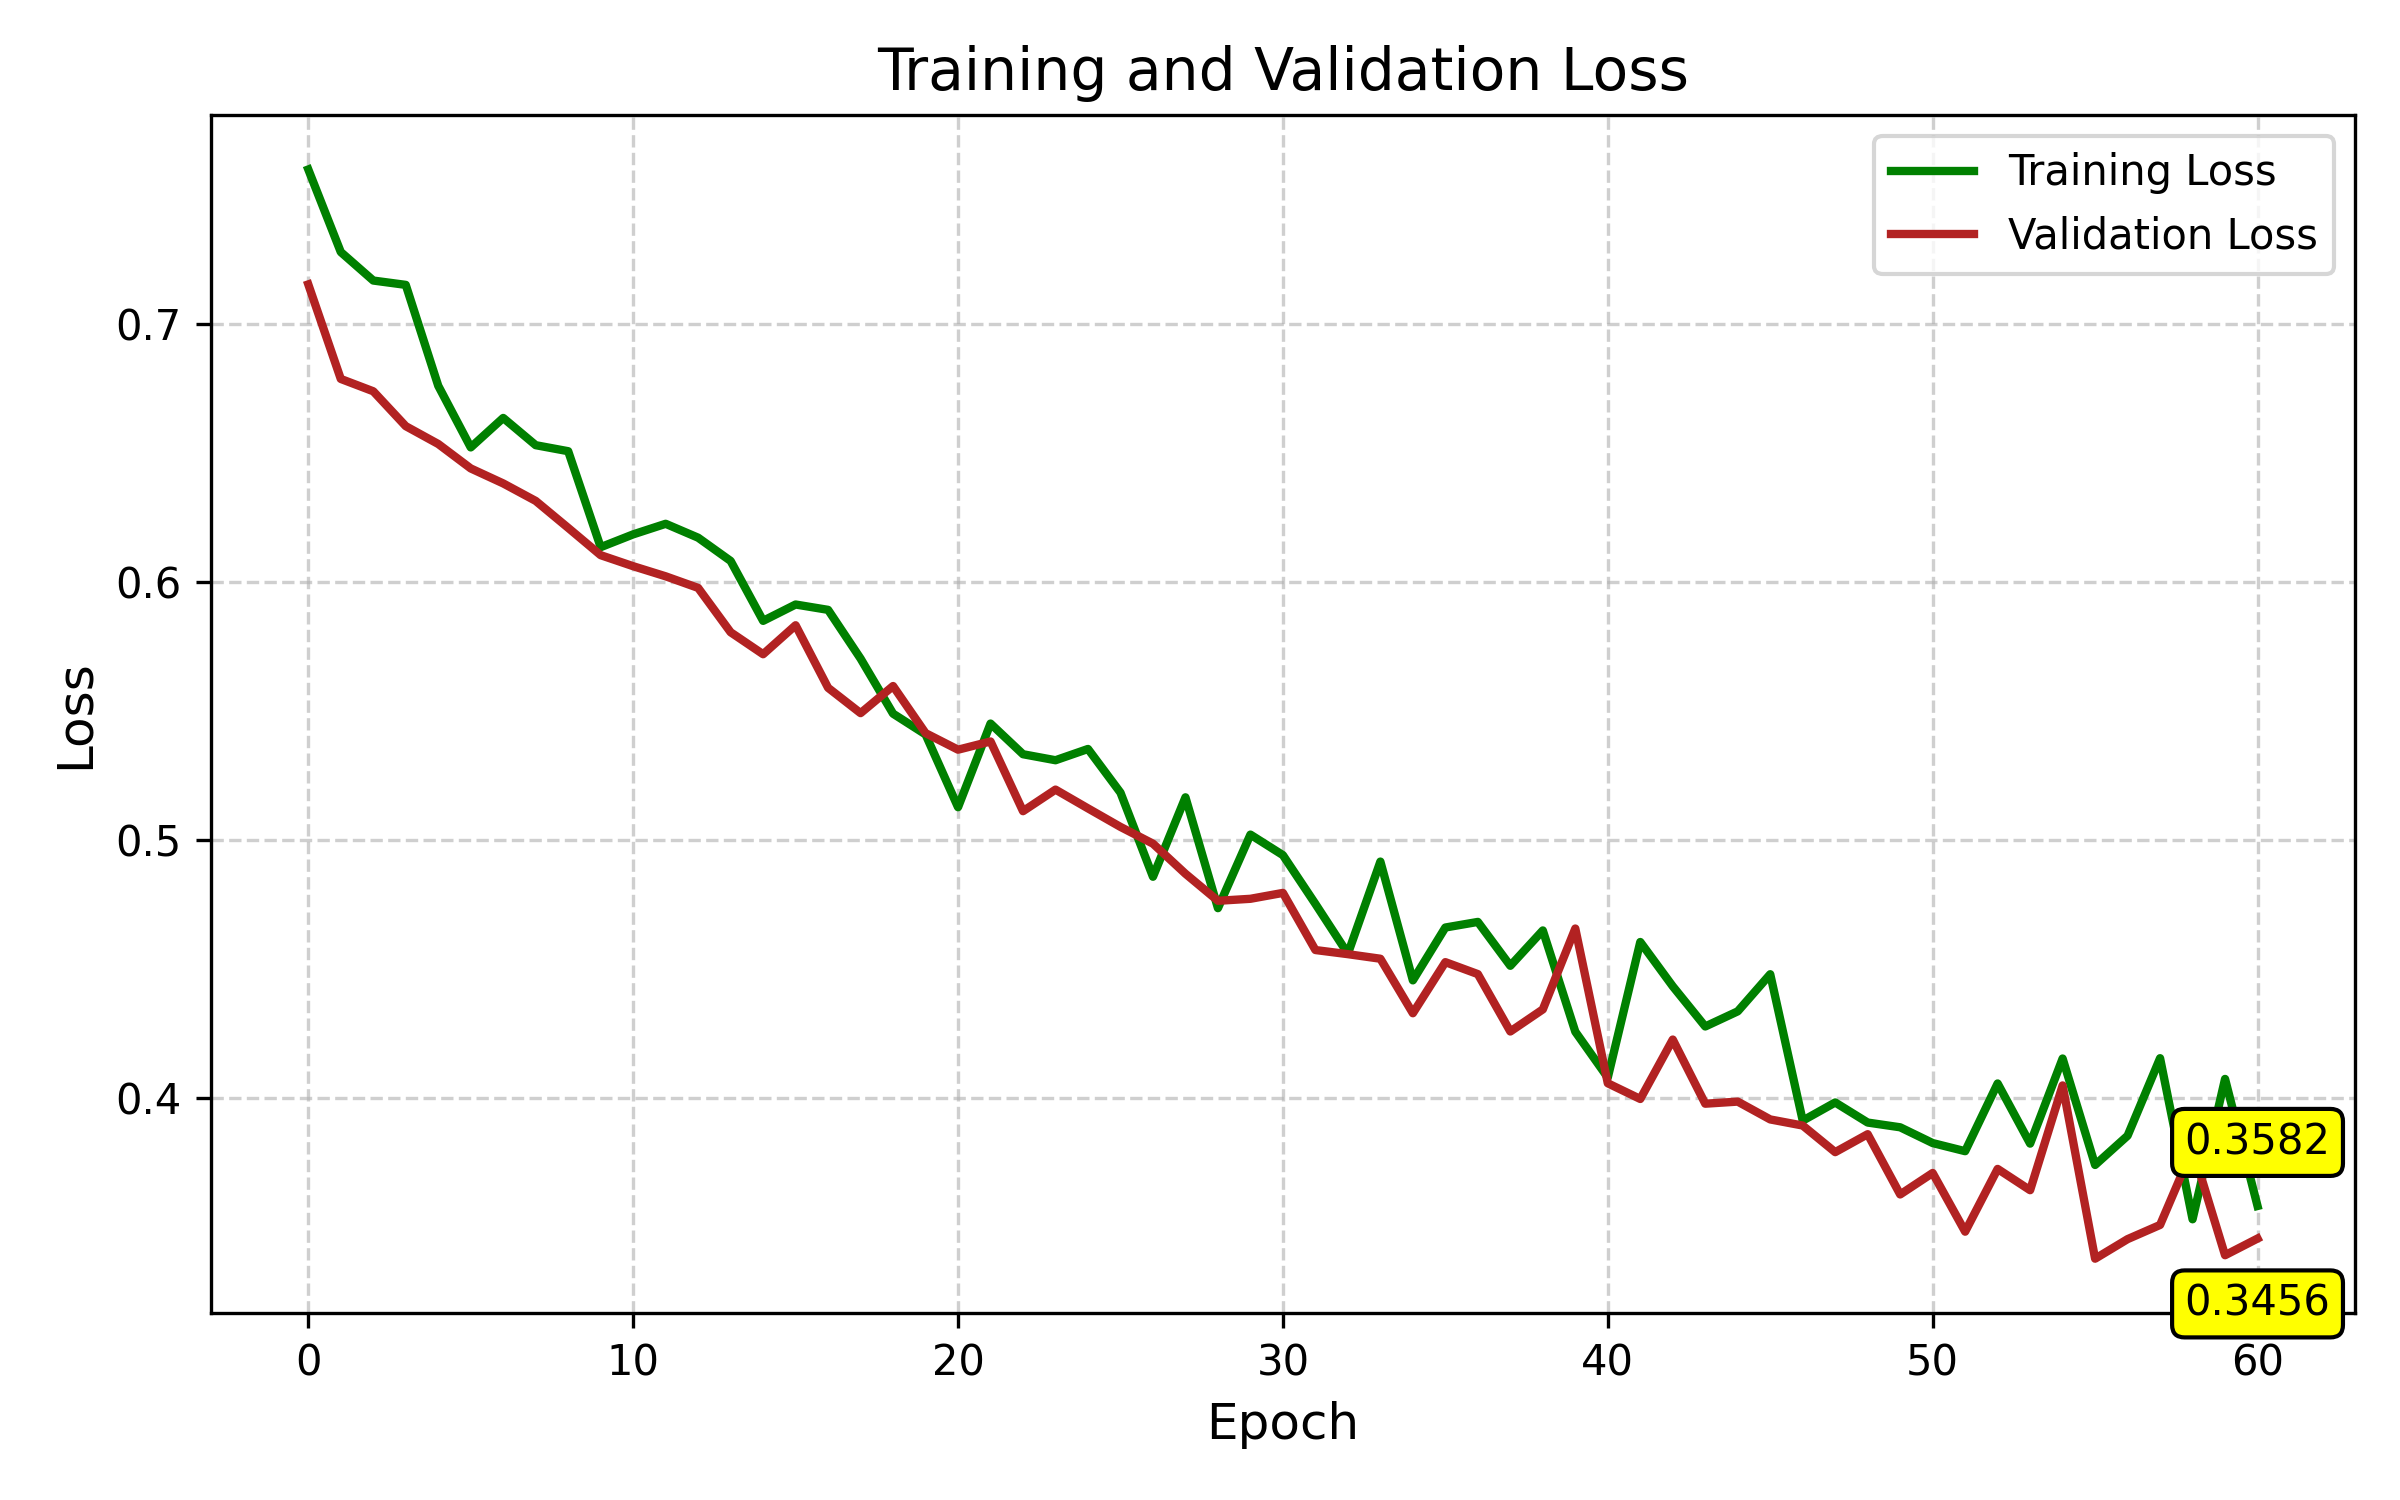 Training and Validation Loss
Training Loss
Validation Loss
0.7
0.6
0.5
0.4
Loss
0.3582
0.3456
0 10 20 30 40 50 60
Epoch